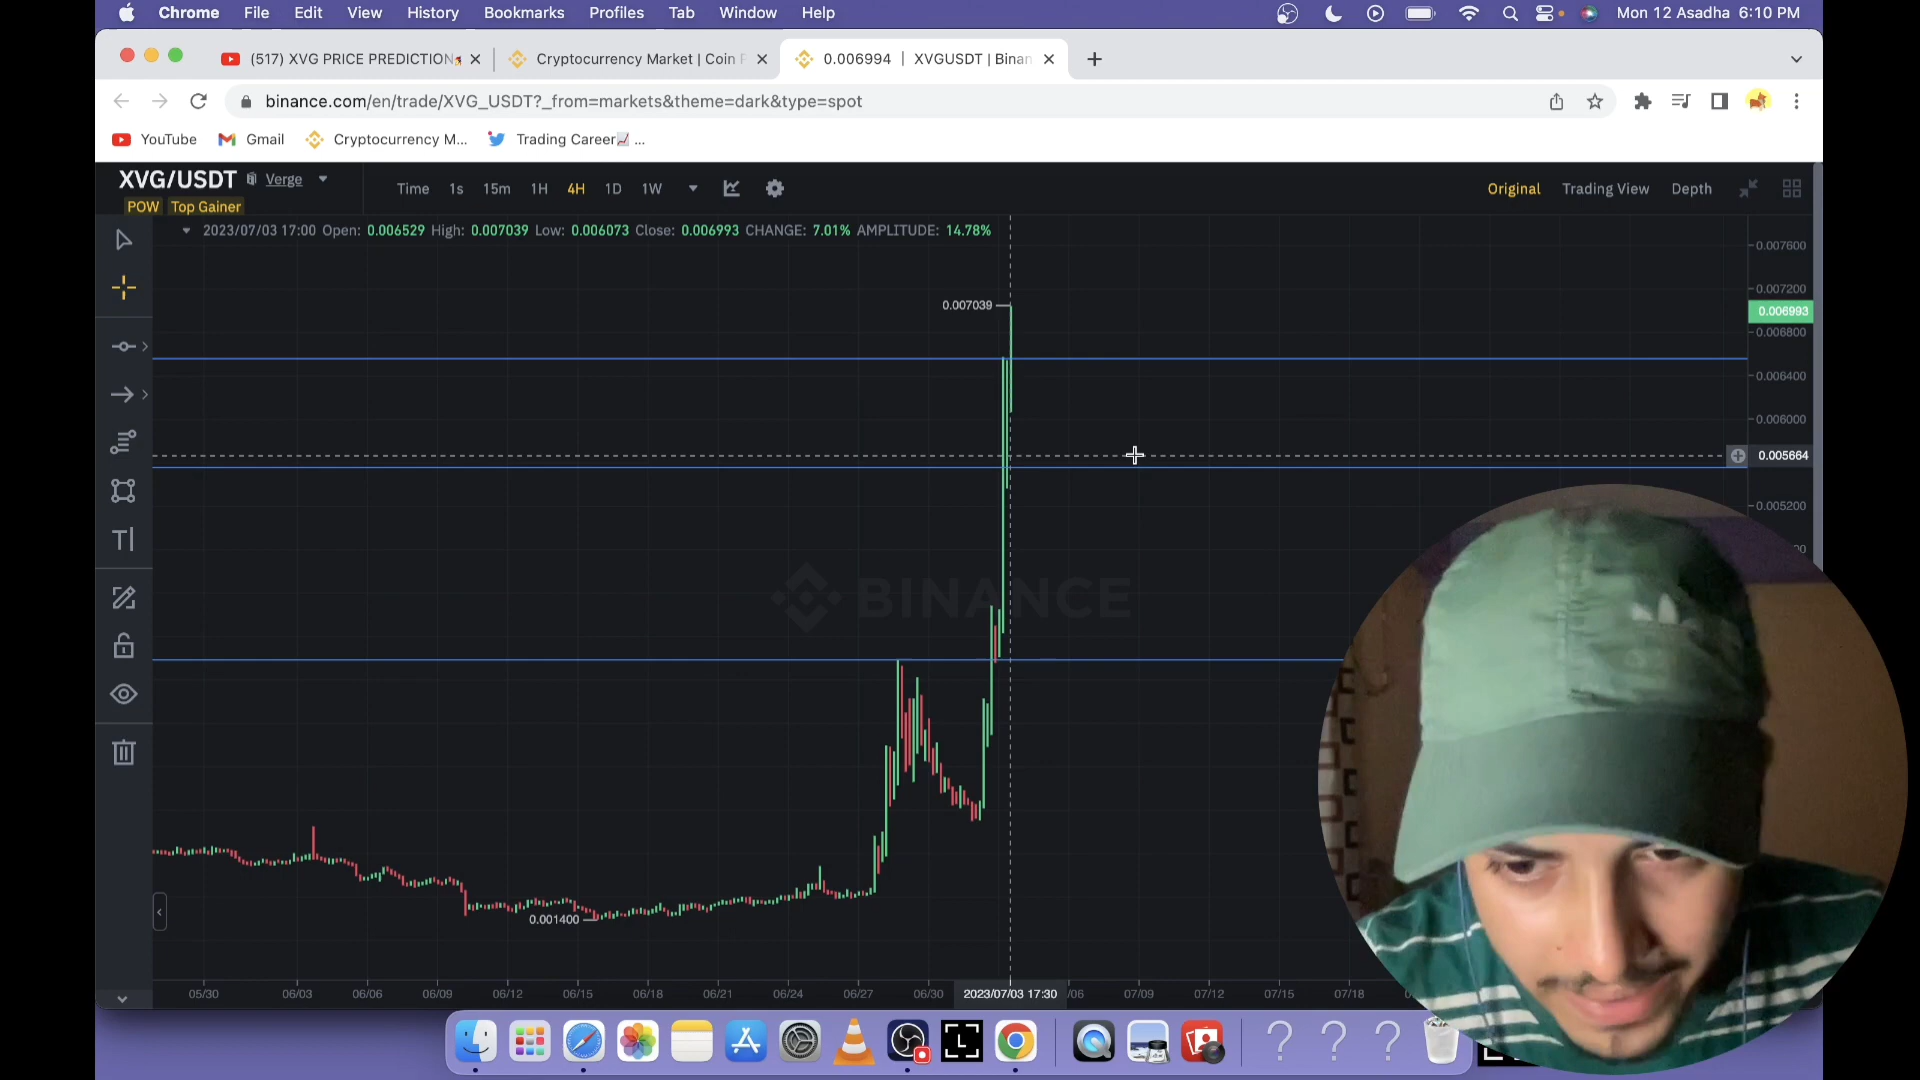 Chrome File Edit View History Bookmarks Profiles Tab Window Help Mon 12 Asadha 6:10 PM
(517) XVG PRICE PREDICTION Cryptocurrency Market | Coin P 0.006994 | XVGUSDT | Binan
binance.com/en/trade/XVG_USDT?_from=markets&theme=dark&type=spot
YouTube Gmail Cryptocurrency M... Trading Career ...
XVG/USDT Verge Time 1s 15m 1H 4H 1D 1W Original Trading View Depth
POW Top Gainer
2023/07/03 17:00 Open: 0.006529 High: 0.007039 Low: 0.006073 Close: 0.006993 CHANGE: 7.01% AMPLITUDE: 14.78%
0.007600
0.007200
0.007039
0.006993
0.006800
0.006400
0.006000
0.005664
0.005200
BINANCE
0.001400
05/30 06/03 06/06 06/09 06/12 06/15 06/18 06/21 06/24 06/27 06/30 2023/07/03 17:30 /06 07/09 07/12 07/15 07/18